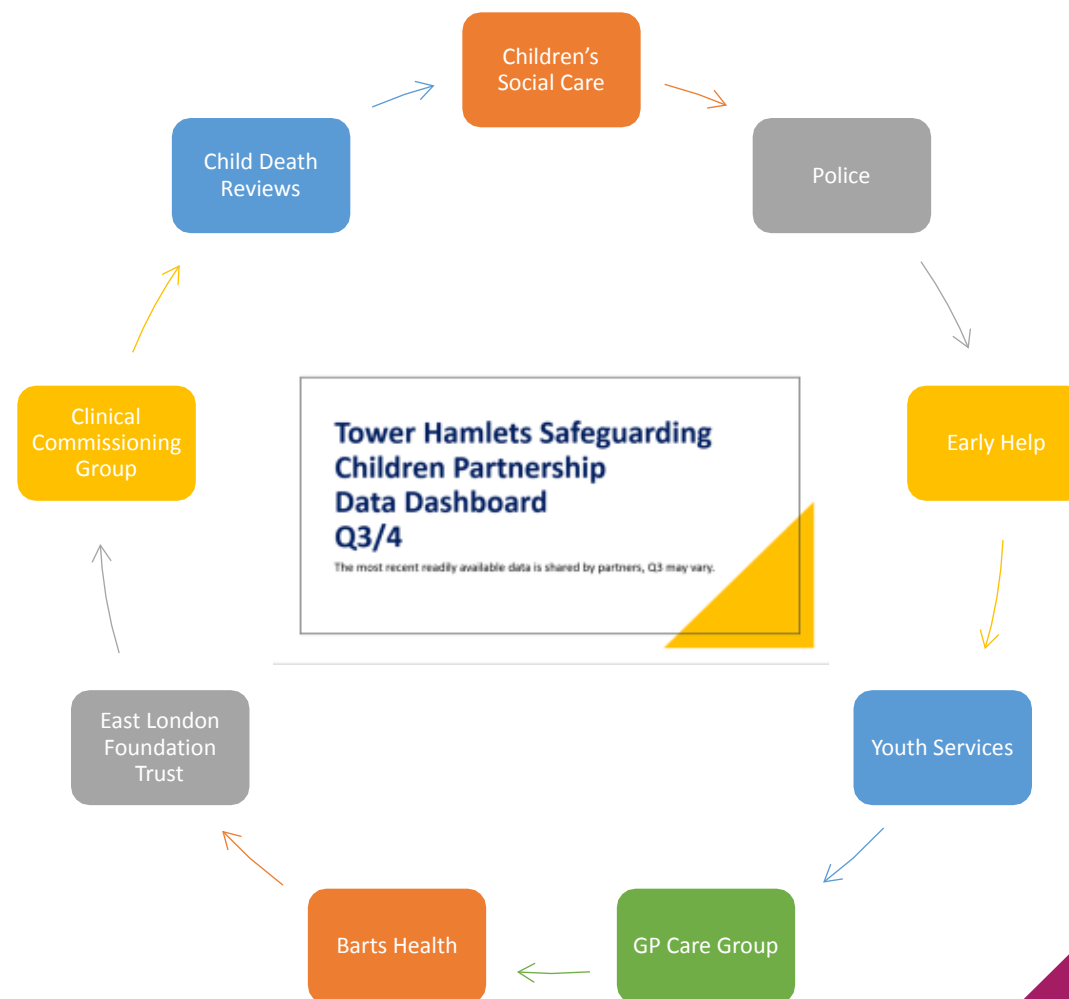 Children's
Social Care
Police
Early Help
Youth Services
GP Care Group
Barts Health
East London
Foundation
Trust
Clinical
Commissioning
Group
Child Death
Reviews
Tower Hamlets Safeguarding
Children Partnership
Data Dashboard
Q3/4
The most recent readily available data is shared by partners, Q3 may vary.